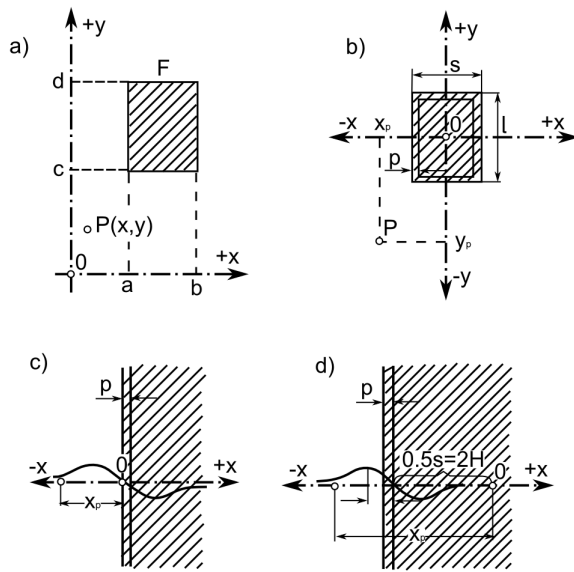 a)
+y
d
F
c
P(x,y)
0
a
b
+x
b)
+y
s
-x
xₚ
0
+x
l
p
P
yₚ
-y
c)
p
-x
0
+x
xₚ
d)
p
0.5s=2H
-x
0
+x
xₚ